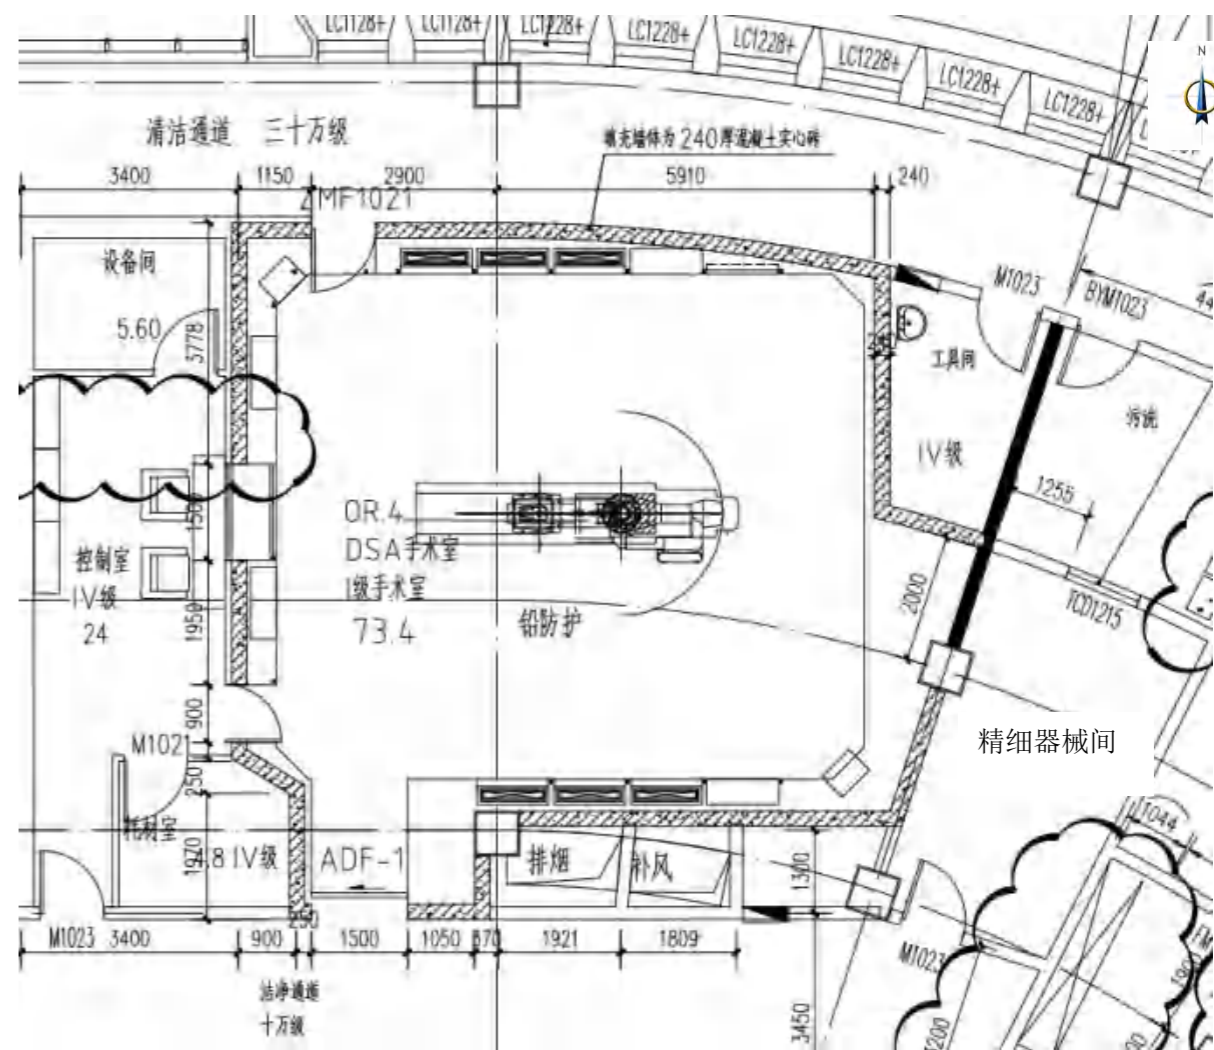 LC1128+
LC1128+
LC1228+
LC1228+
LC1228+
LC1228+
LC1228+
LC1228+
N
清洁通道 三十万级
填充墙体为240厚混凝土实心砖
3400
1150
2900
5910
240
ZMF1021
设备间
5.60
3778
M1023
BYM1023
工具间
污洗
IV级
1255
1500
控制室
IV级
24
1950
OR.4
DSA手术室
I级手术室
73.4
铅防护
2000
TCD1215
900
M1021
250
精细器械间
耗材室
4.8 IV级
1970
ADF-1
排烟
补风
1300
1044
M1023
3400
900
250
1500
1050
370
1921
1809
M1023
1900
洁净通道
十万级
3450